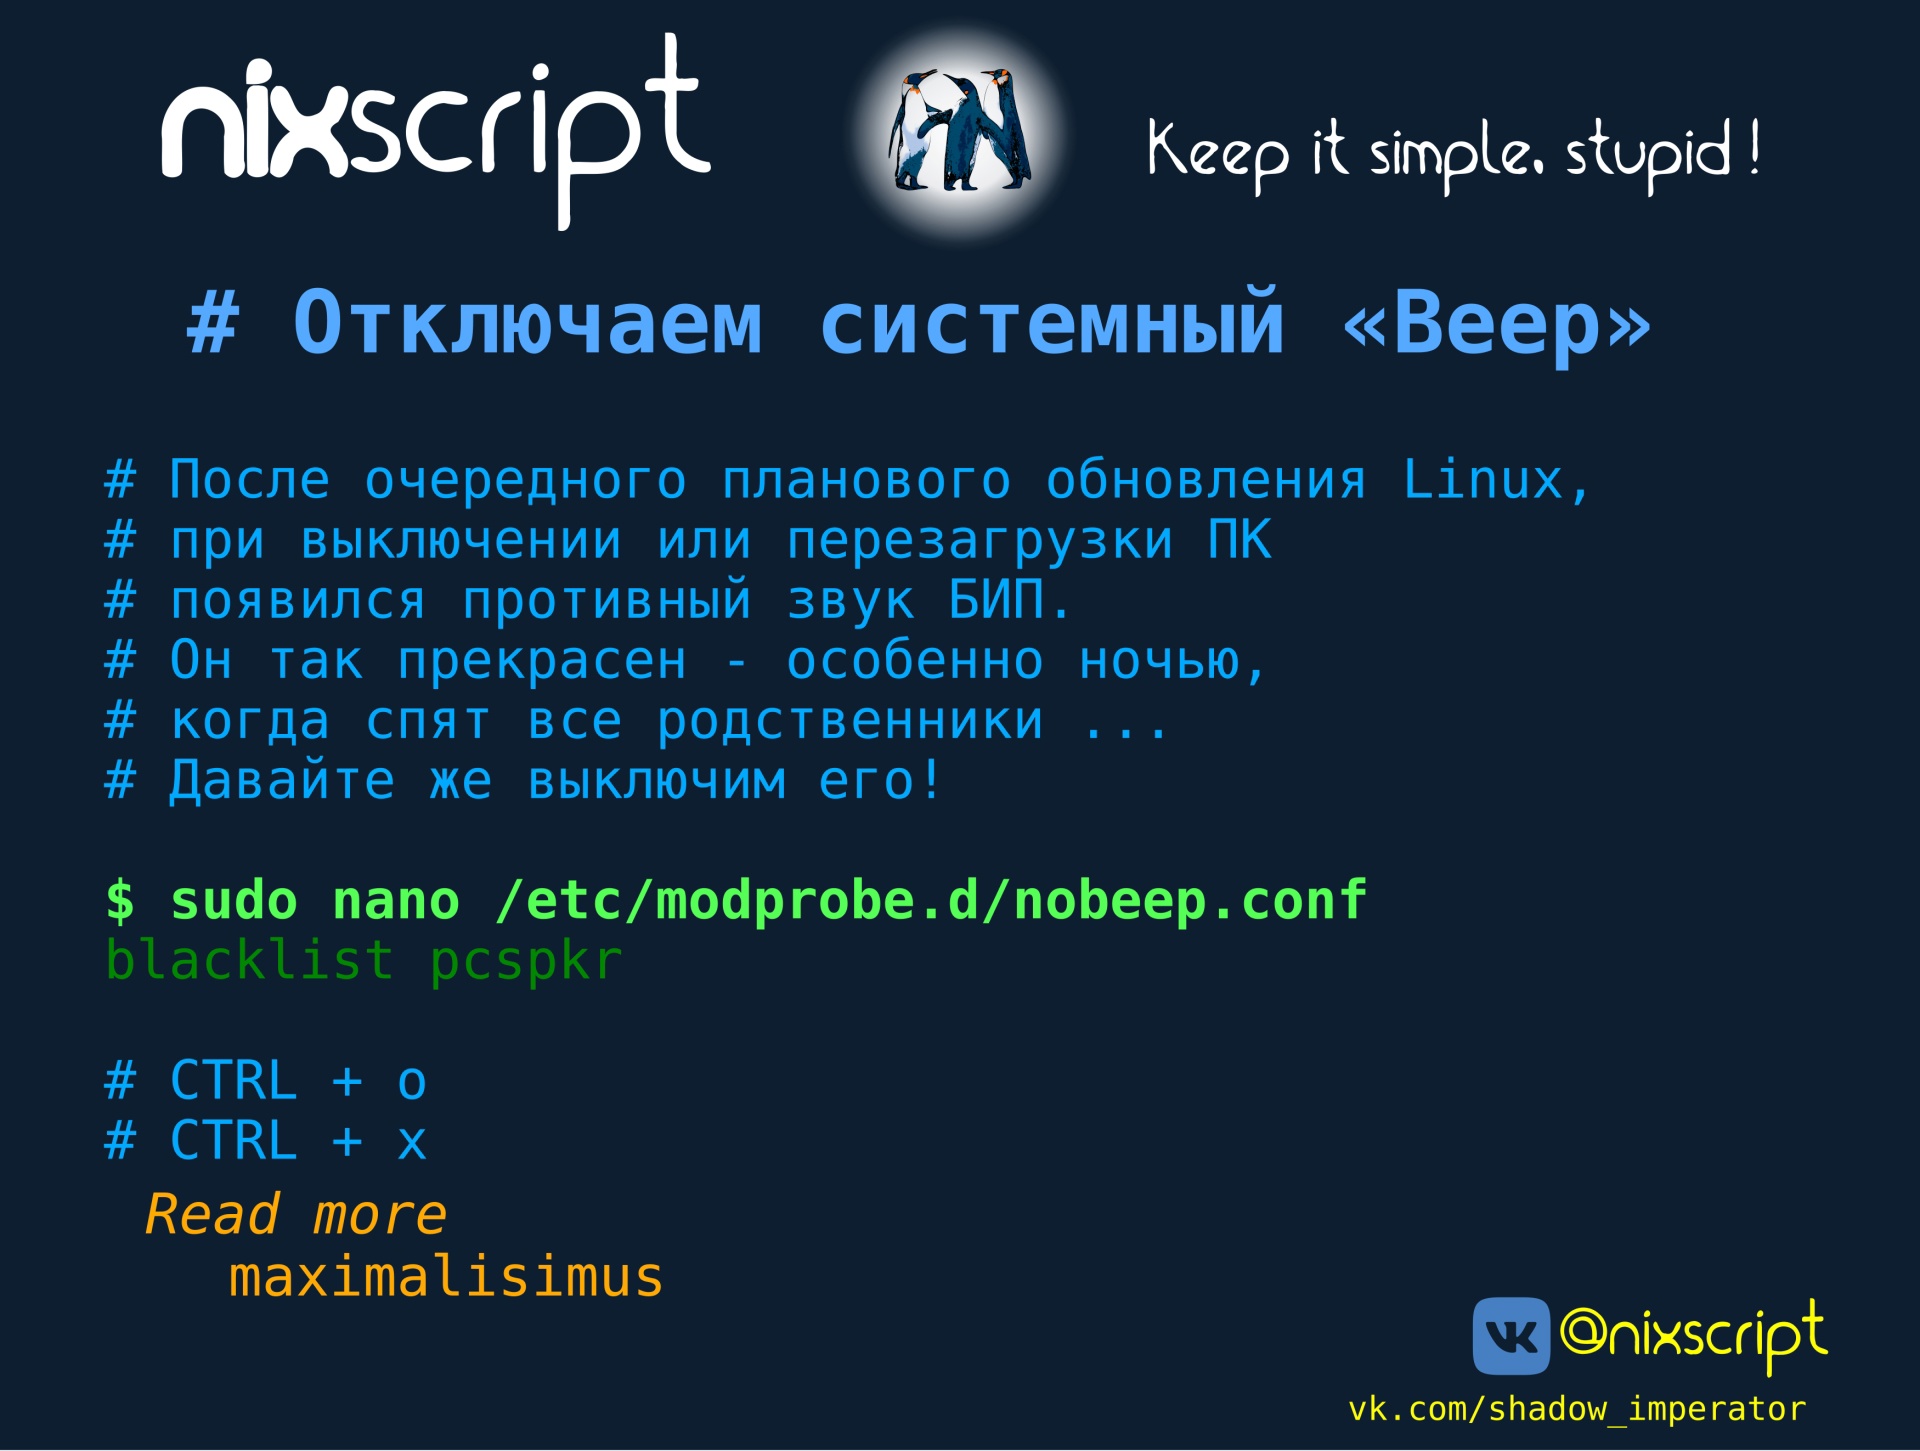 nixscript
Keep it simple, stupid !
# Отключаем системный «Beep»
# После очередного планового обновления Linux,
# при выключении или перезагрузки ПК
# появился противный звук БИП.
# Он так прекрасен - особенно ночью,
# когда спят все родственники ...
# Давайте же выключим его!
$ sudo nano /etc/modprobe.d/nobeep.conf
blacklist pcspkr
# CTRL + o
# CTRL + x
Read more
maximalisimus
@nixscript
vk.com/shadow_imperator